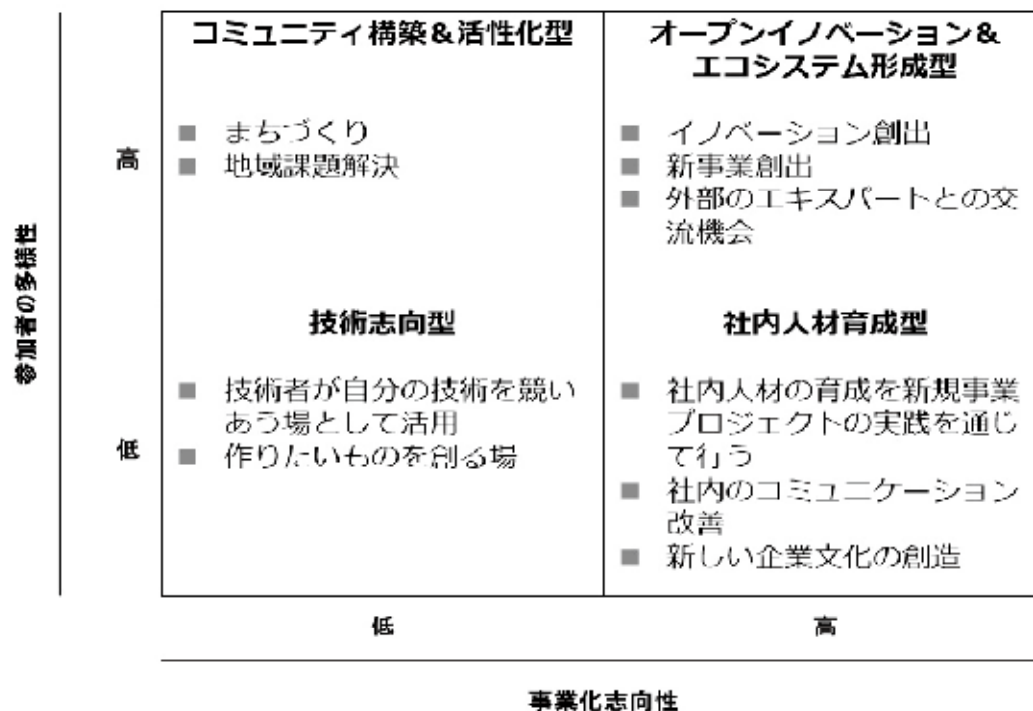 コミュニティ構築＆活性化型
■ まちづくり
■ 地域課題解決
オープンイノベーション＆
エコシステム形成型
■ イノベーション創出
■ 新事業創出
■ 外部のエキスパートとの交
流機会
高
参加者の多様性
低
技術志向型
■ 技術者が自分の技術を競い
あう場として活用
■ 作りたいものを創る場
社内人材育成型
■ 社内人材の育成を新規事業
プロジェクトの実践を通じ
て行う
■ 社内のコミュニケーション
改善
■ 新しい企業文化の創造
低
高
事業化志向性